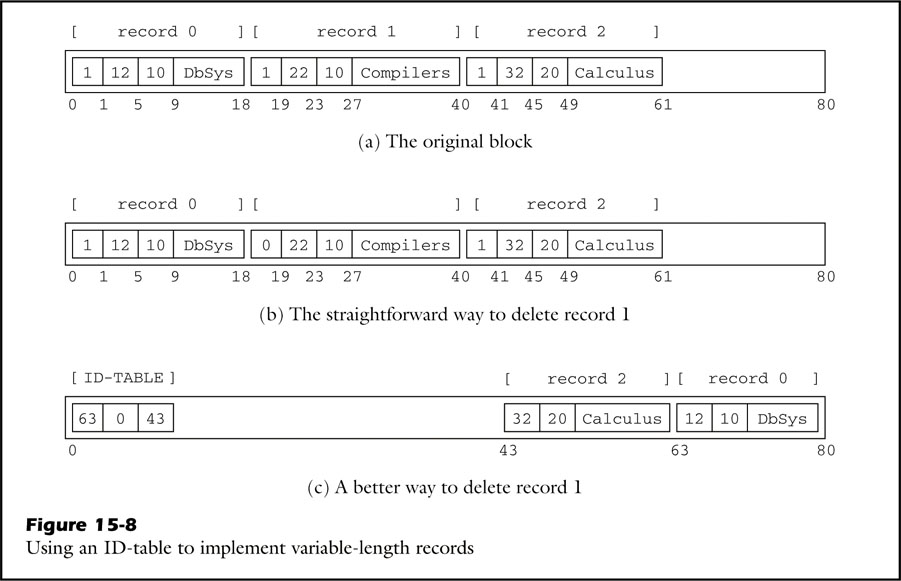 [ record 0 ] [ record 1 ] [ record 2 ]
1 12 10 DbSys 1 22 10 Compilers 1 32 20 Calculus
0 1 5 9 18 19 23 27 40 41 45 49 61 80
(a) The original block
[ record 0 ] [ ] [ record 2 ]
1 12 10 DbSys 0 22 10 Compilers 1 32 20 Calculus
0 1 5 9 18 19 23 27 40 41 45 49 61 80
(b) The straightforward way to delete record 1
[ ID-TABLE ] [ record 2 ] [ record 0 ]
63 0 43 32 20 Calculus 12 10 DbSys
0 43 63 80
(c) A better way to delete record 1
Figure 15-8
Using an ID-table to implement variable-length records